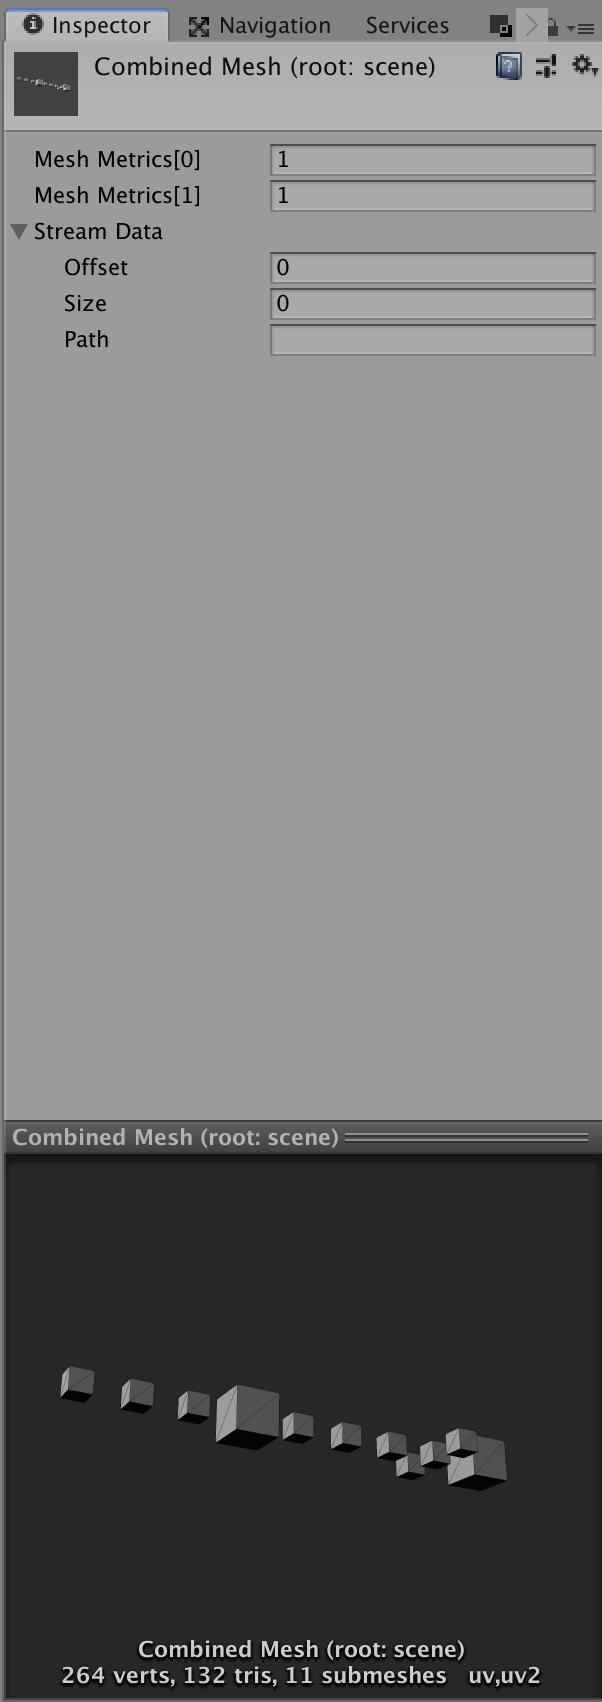 Inspector Navigation Services
Combined Mesh (root: scene)
Mesh Metrics[0] 1
Mesh Metrics[1] 1
Stream Data
Offset 0
Size 0
Path
Combined Mesh (root: scene)
Combined Mesh (root: scene)
264 verts, 132 tris, 11 submeshes uv,uv2